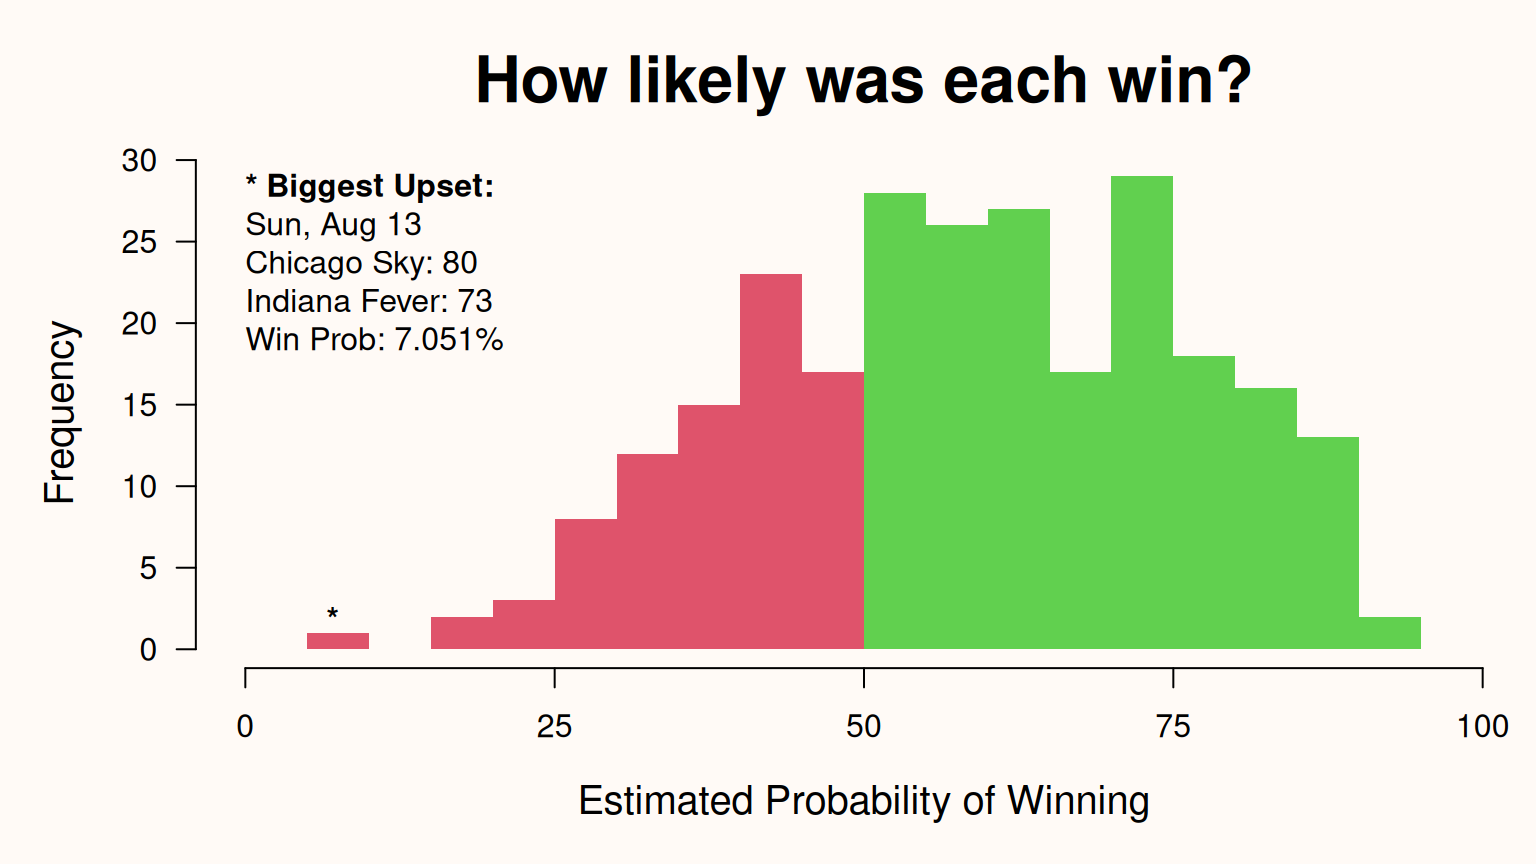 How likely was each win?
* Biggest Upset:
Sun, Aug 13
Chicago Sky: 80
Indiana Fever: 73
Win Prob: 7.051%
Frequency
30
25
20
15
10
5
0
*
0 25 50 75 100
Estimated Probability of Winning